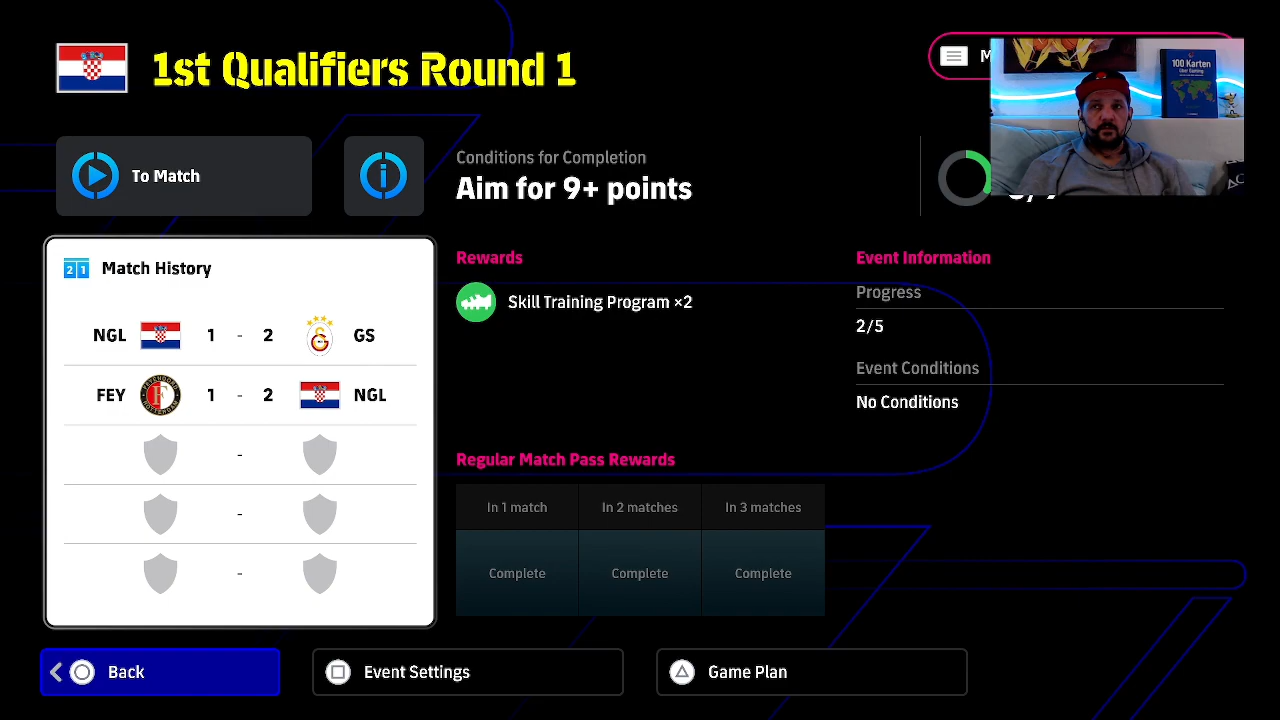 1st Qualifiers Round 1
To Match
Conditions for Completion
Aim for 9+ points
100 Karten
Match History
NGL 1 - 2 GS
FEY 1 - 2 NGL
-
-
-
Rewards
Skill Training Program ×2
Event Information
Progress
2/5
Event Conditions
No Conditions
Regular Match Pass Rewards
In 1 match In 2 matches In 3 matches
Complete Complete Complete
Back
Event Settings
Game Plan